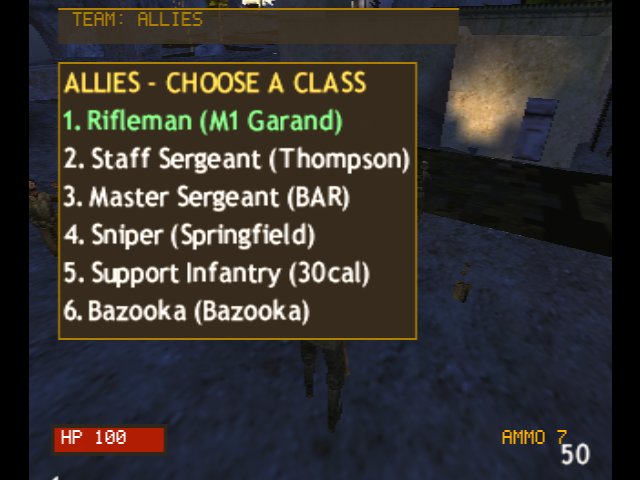 TEAM: ALLIES
ALLIES - CHOOSE A CLASS
1. Rifleman (M1 Garand)
2. Staff Sergeant (Thompson)
3. Master Sergeant (BAR)
4. Sniper (Springfield)
5. Support Infantry (30cal)
6. Bazooka (Bazooka)
HP 100
AMMO 7
50